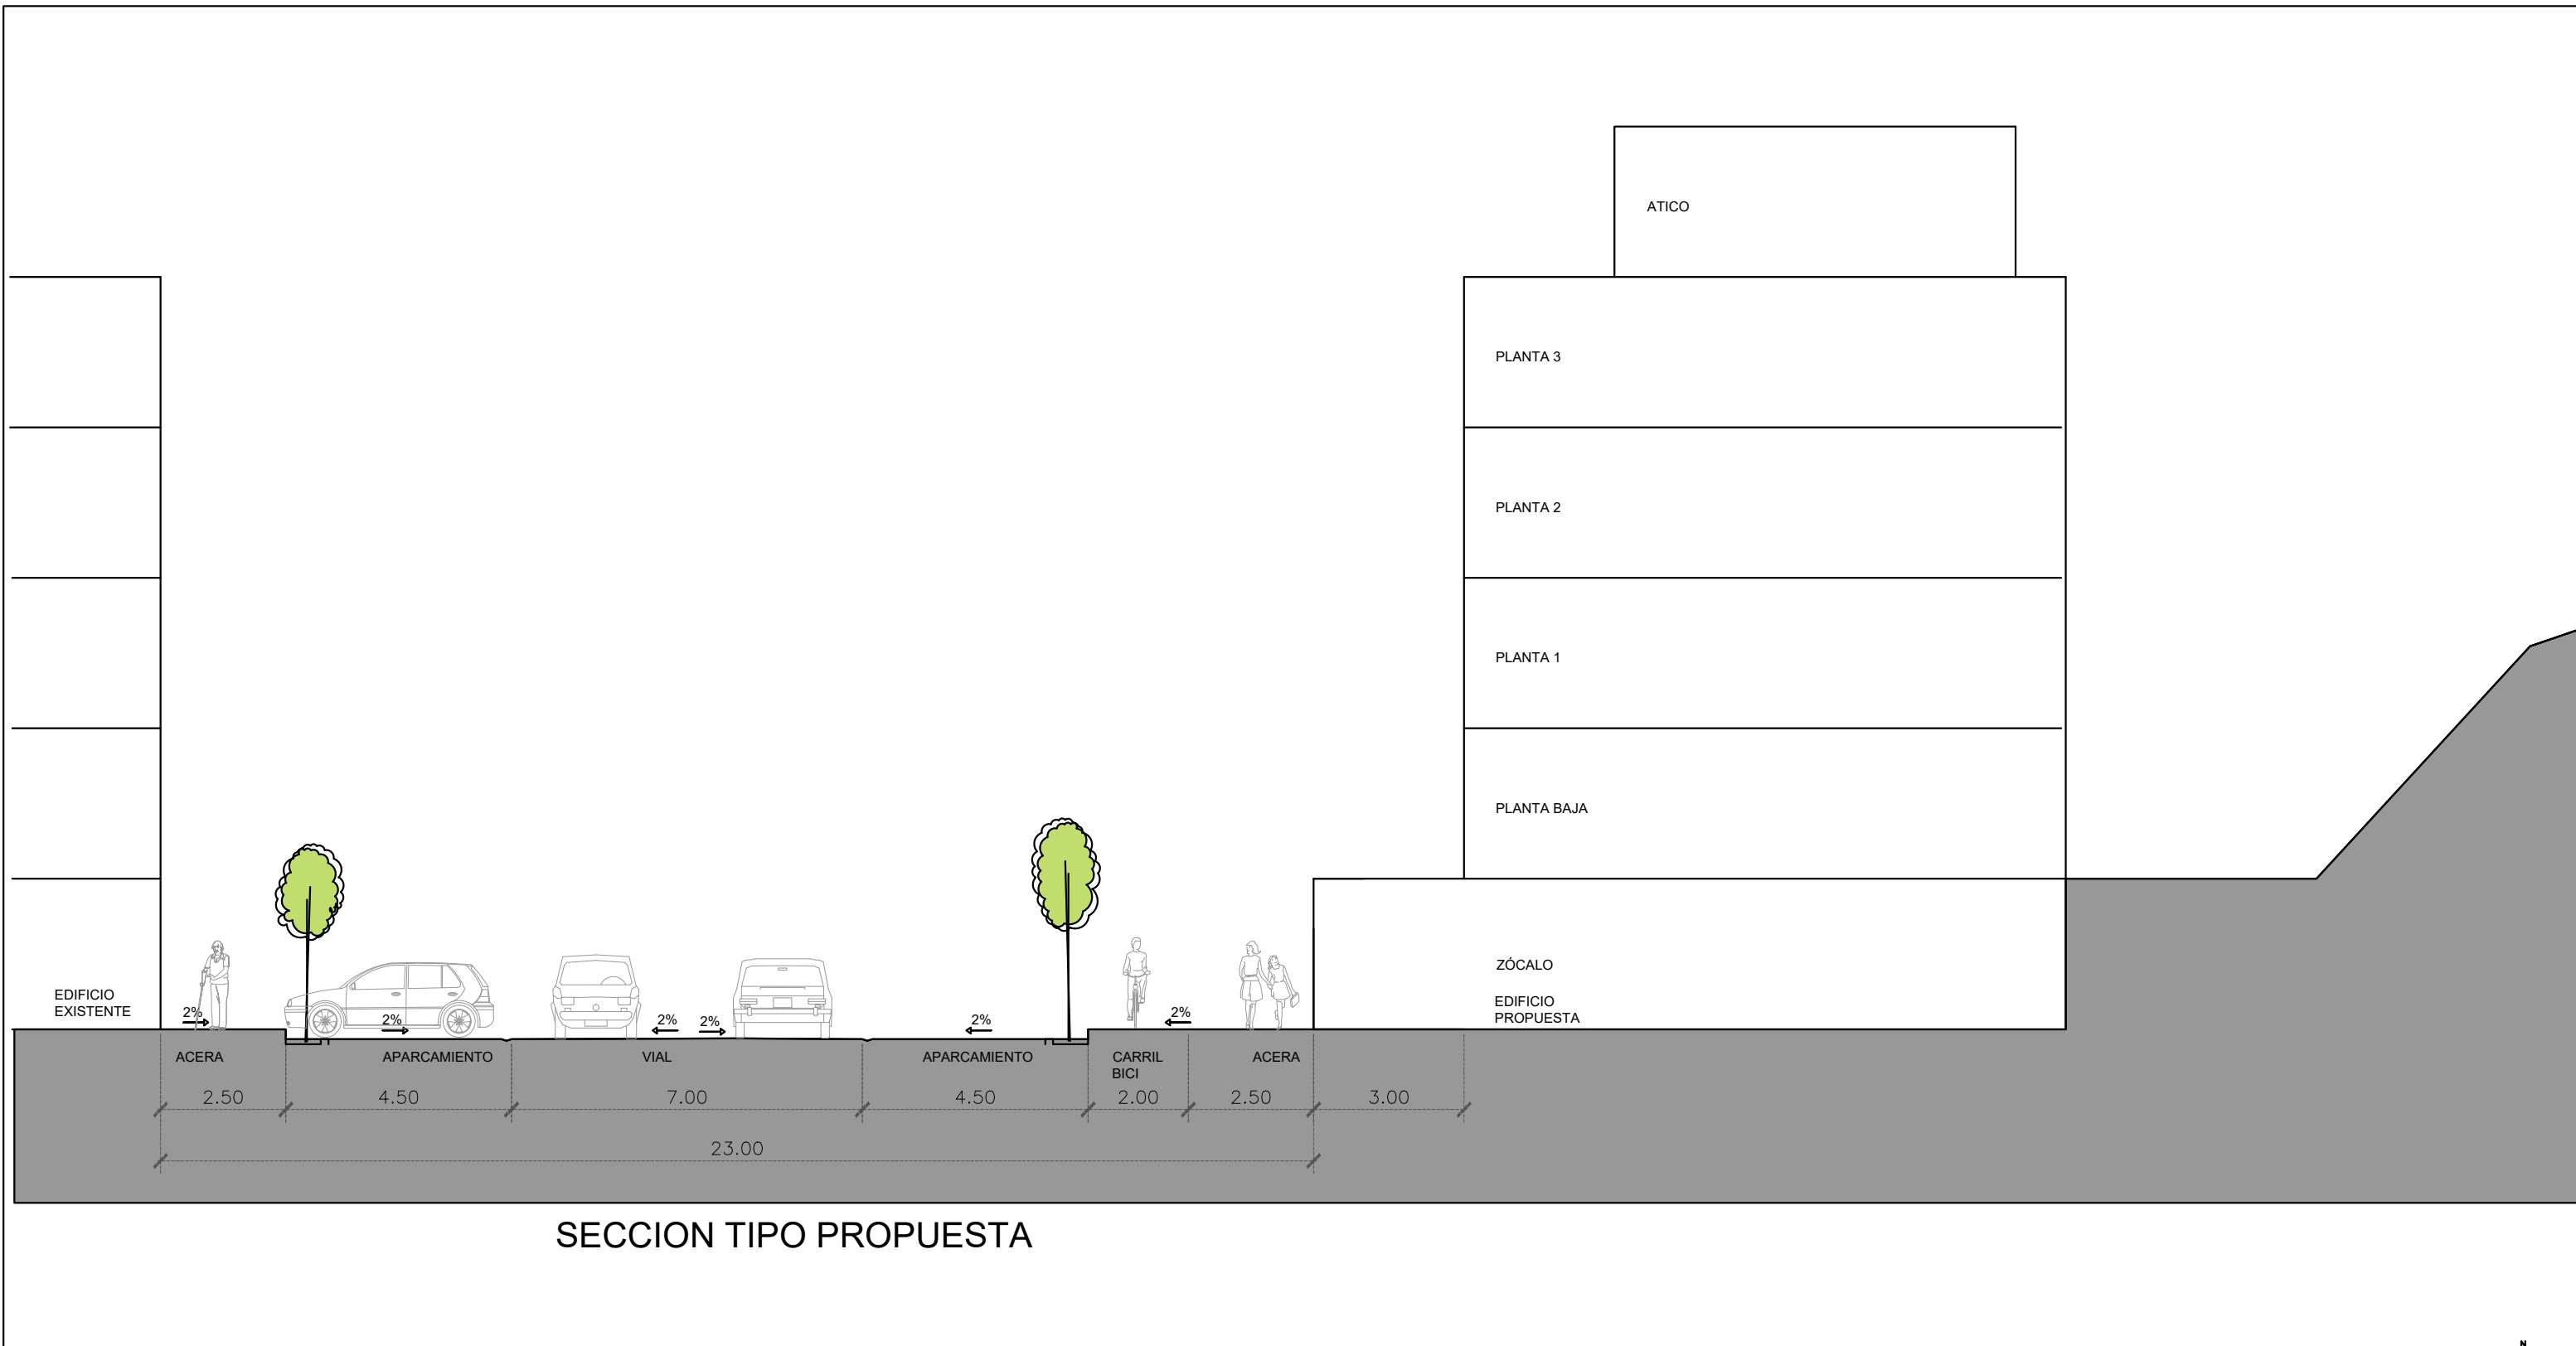 ATICO
PLANTA 3
PLANTA 2
PLANTA 1
PLANTA BAJA
ZÓCALO
EDIFICIO
PROPUESTA
EDIFICIO
EXISTENTE
2%
2%
2%
2%
2%
2%
ACERA
APARCAMIENTO
VIAL
APARCAMIENTO
CARRIL
BICI
ACERA
2.50
4.50
7.00
4.50
2.00
2.50
3.00
23.00
SECCION TIPO PROPUESTA
N